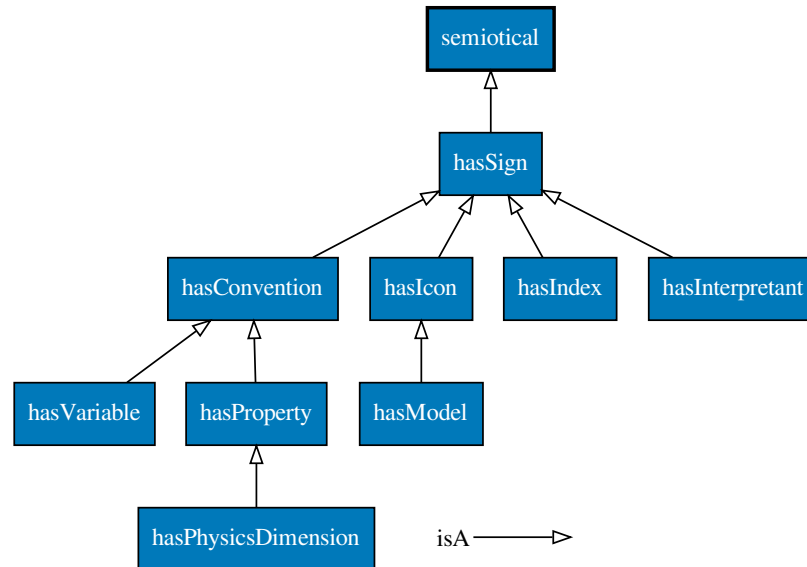 semiotical
hasSign
hasConvention
hasIcon
hasIndex
hasInterpretant
hasVariable
hasProperty
hasModel
hasPhysicsDimension
isA